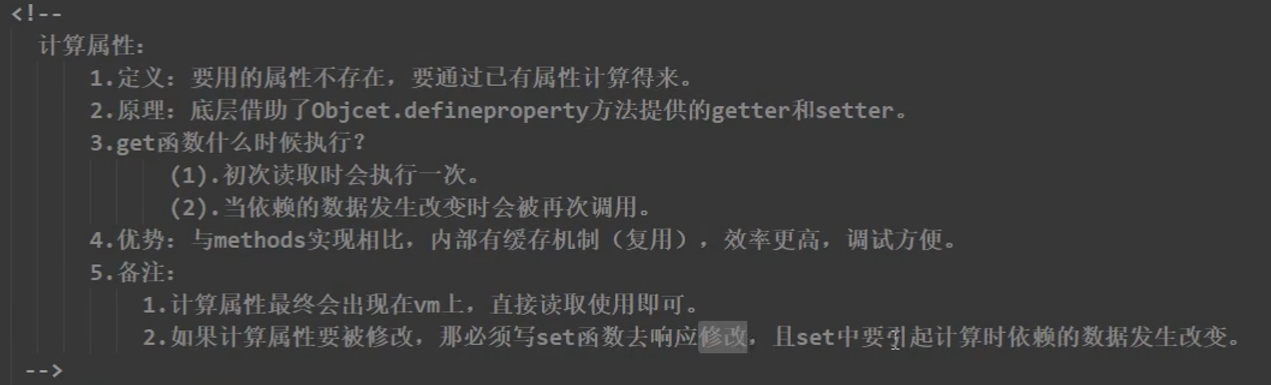 <!--
计算属性：
1.定义：要用的属性不存在，要通过已有属性计算得来。
2.原理：底层借助了Objcet.defineproperty方法提供的getter和setter。
3.get函数什么时候执行？
(1).初次读取时会执行一次。
(2).当依赖的数据发生改变时会被再次调用。
4.优势：与methods实现相比，内部有缓存机制（复用），效率更高，调试方便。
5.备注：
1.计算属性最终会出现在vm上，直接读取使用即可。
2.如果计算属性要被修改，那必须写set函数去响应修改，且set中要引起计算时依赖的数据发生改变。
-->